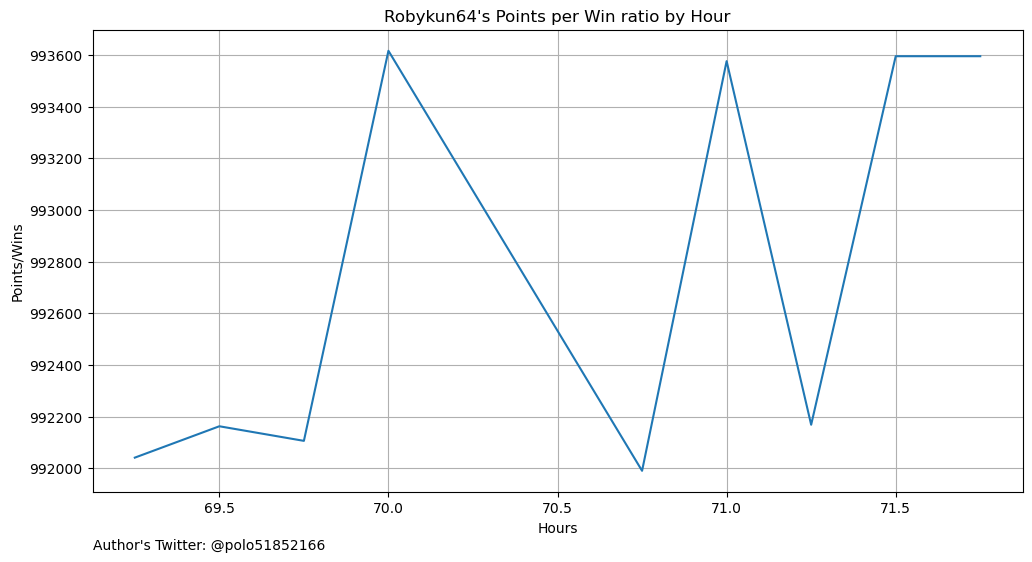 Robykun64's Points per Win ratio by Hour
993600
993400
993200
993000
992800
992600
992400
992200
992000
Points/Wins
69.5 70.0 70.5 71.0 71.5
Hours
Author's Twitter: @polo51852166